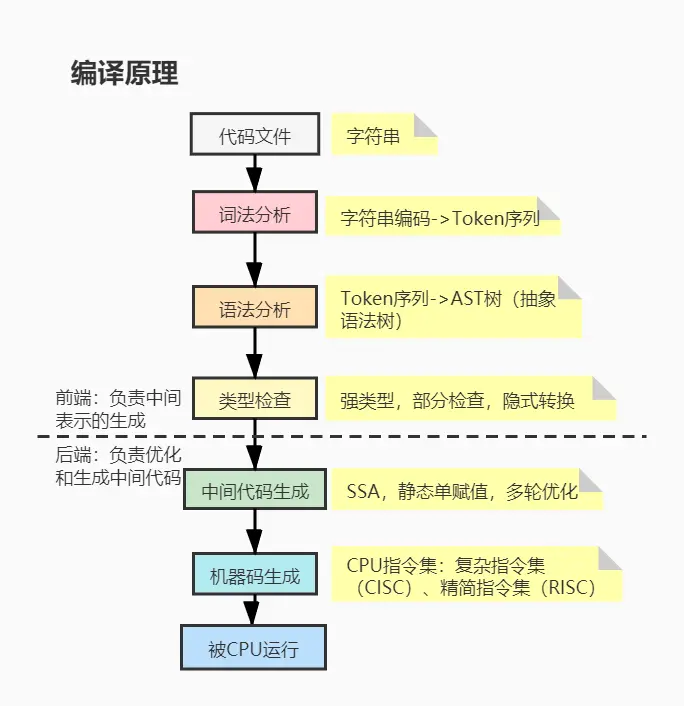 编译原理
代码文件
字符串
词法分析
字符串编码->Token序列
语法分析
Token序列->AST树（抽象
语法树）
前端：负责中间
表示的生成
类型检查
强类型，部分检查，隐式转换
后端：负责优化
和生成中间代码
中间代码生成
SSA，静态单赋值，多轮优化
机器码生成
CPU指令集：复杂指令集
（CISC）、精简指令集（RISC）
被CPU运行